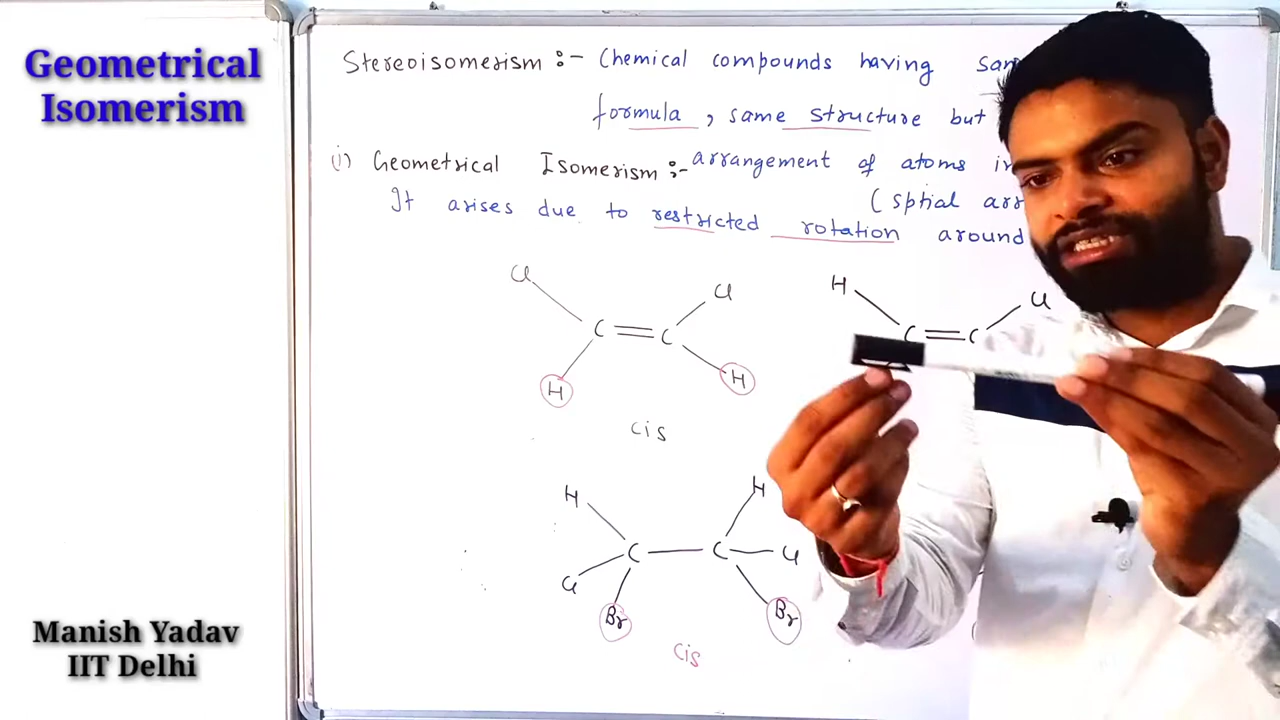 Geometrical
Isomerism
Stereoisomerism :- Chemical compounds having
formula, same structure but
(i) Geometrical Isomerism :- arrangement of atoms in
(sptial
It arises due to restricted rotation around
Cl Cl H Cl
C = C C = C
H H
cis
H H
C — C — Cl
Cl
Br Br
cis
Manish Yadav
IIT Delhi